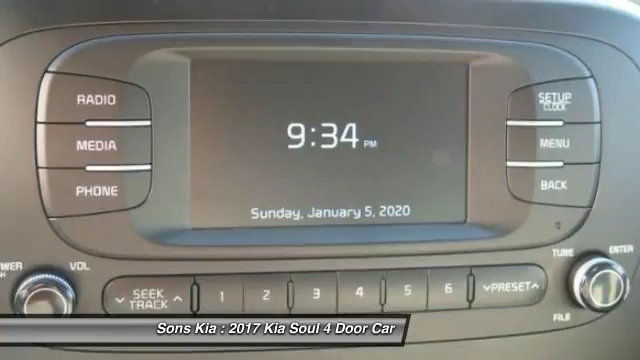 RADIO
SETUP
CLOCK
9:34 PM
MEDIA
MENU
PHONE
BACK
Sunday, January 5, 2020
VOL
TUNE
ENTER
SEEK
TRACK
1 2 3 4 5 6
PRESET
FILE
Sons Kia : 2017 Kia Soul 4 Door Car